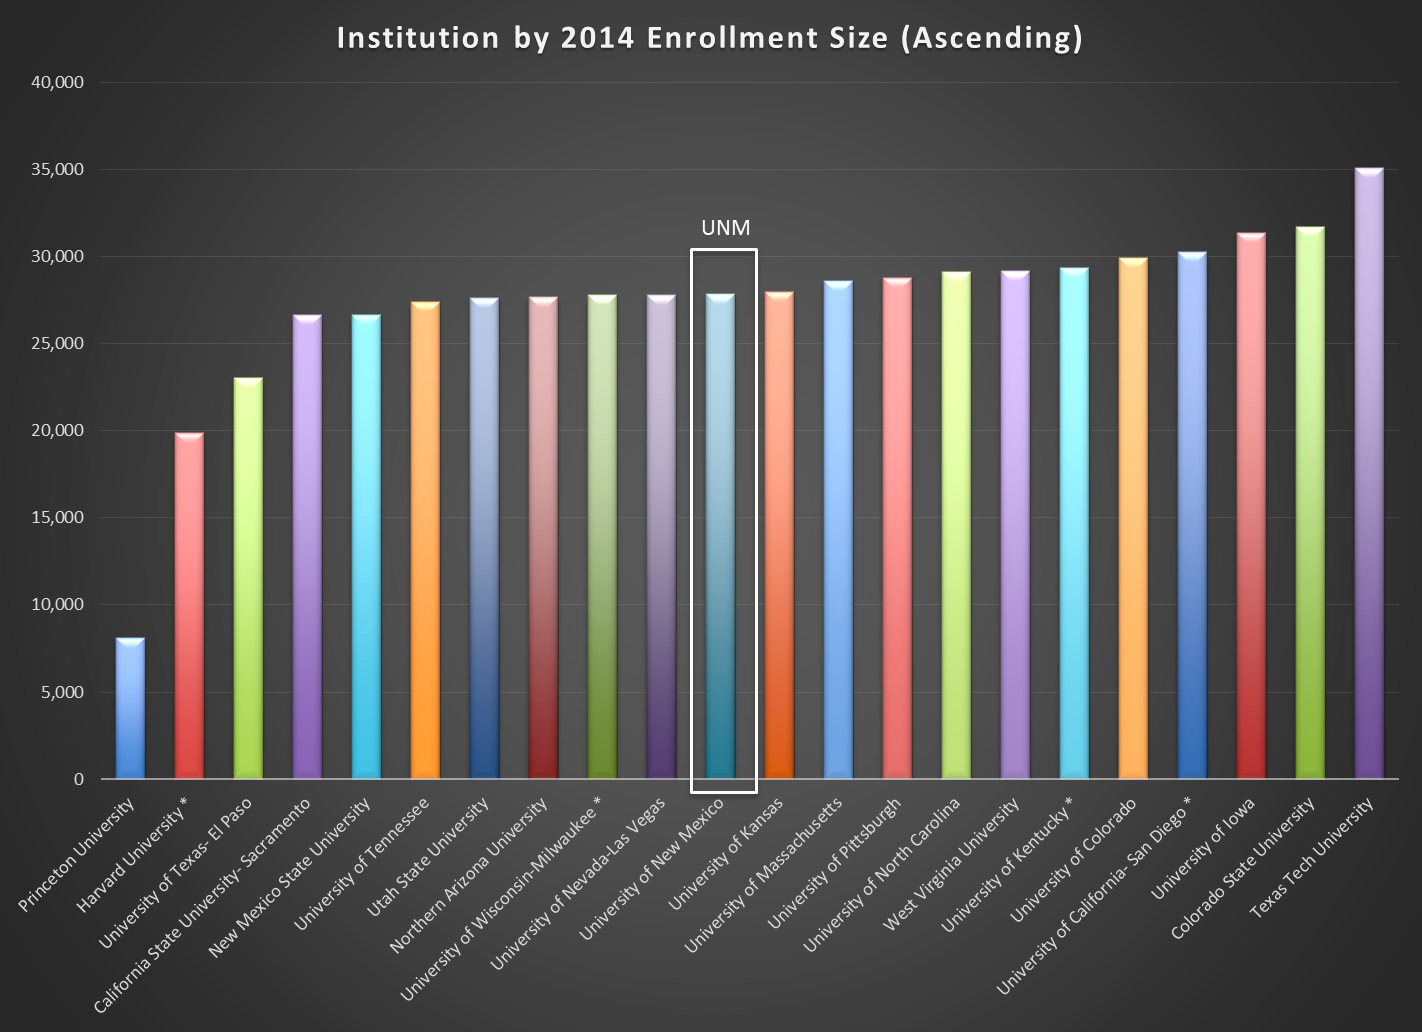 Institution by 2014 Enrollment Size (Ascending)
40,000
35,000
30,000
25,000
20,000
15,000
10,000
5,000
0
UNM
Princeton University
Harvard University *
University of Texas- El Paso
California State University- Sacramento
New Mexico State University
University of Tennessee
Utah State University
Northern Arizona University
University of Wisconsin-Milwaukee *
University of Nevada-Las Vegas
University of New Mexico
University of Kansas
University of Massachusetts
University of Pittsburgh
University of North Carolina
West Virginia University
University of Kentucky *
University of Colorado
University of California- San Diego *
University of Iowa
Colorado State University
Texas Tech University